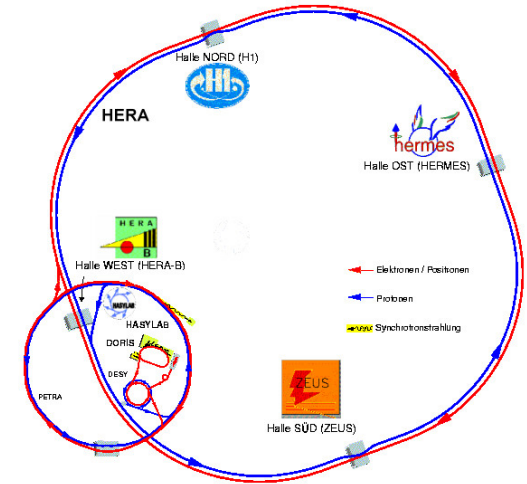 Halle NORD (H1)
H1
HERA
hermes
Halle OST (HERMES)
HERA
B
Halle WEST (HERA-B)
Elektronen / Positronen
HASYLAB
Protonen
HASYLAB
Synchrotronstrahlung
DORIS
DESY
ZEUS
PETRA
Halle SÜD (ZEUS)